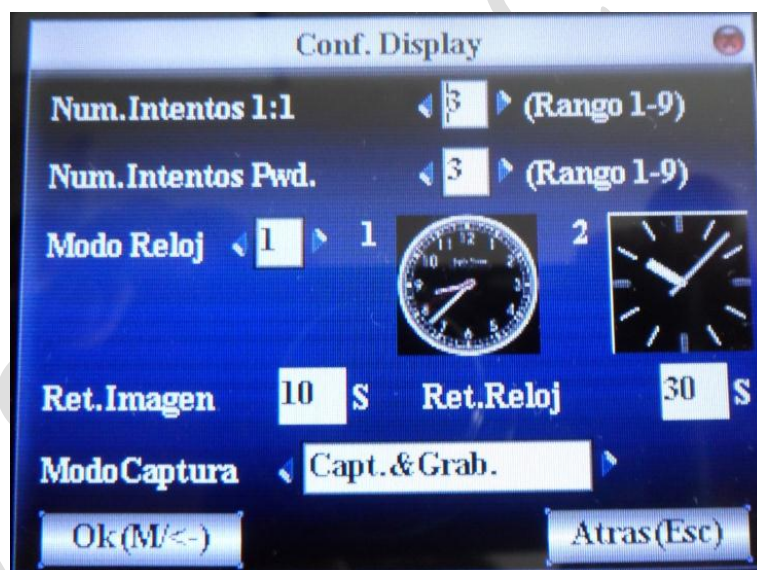 Conf. Display
Num.Intentos 1:1 3 (Rango 1-9)
Num.Intentos Pwd. 3 (Rango 1-9)
Modo Reloj 1 1 2
Ret.Imagen 10 S Ret.Reloj 30 S
ModoCaptura Capt.&Grab.
Ok(M/<-) Atras(Esc)